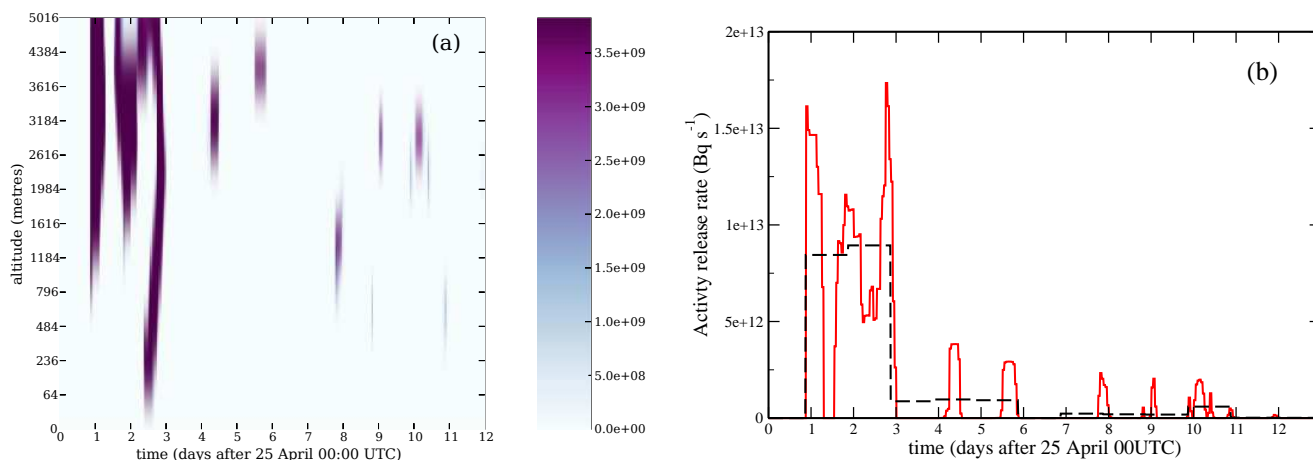 (a)
5016
4384
3616
3184
2616
1984
1616
1184
796
484
236
64
0
altitude (metres)
0 1 2 3 4 5 6 7 8 9 10 11 12
time (days after 25 April 00:00 UTC)
3.5e+09
3.0e+09
2.5e+09
2.0e+09
1.5e+09
1.0e+09
5.0e+08
0.0e+00
(b)
2e+13
1.5e+13
1e+13
5e+12
0
Activty release rate (Bq s⁻¹)
0 1 2 3 4 5 6 7 8 9 10 11 12
time (days after 25 April 00UTC)